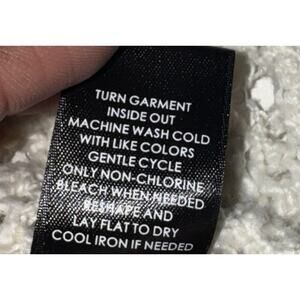 TURN GARMENT
INSIDE OUT
MACHINE WASH COLD
WITH LIKE COLORS
GENTLE CYCLE
ONLY NON-CHLORINE
BLEACH WHEN NEEDED
RESHAPE AND
LAY FLAT TO DRY
COOL IRON IF NEEDED